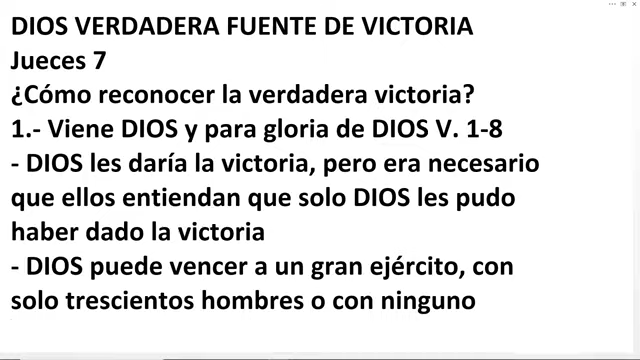 DIOS VERDADERA FUENTE DE VICTORIA
Jueces 7
¿Cómo reconocer la verdadera victoria?
1.- Viene DIOS y para gloria de DIOS V. 1-8
- DIOS les daría la victoria, pero era necesario
que ellos entiendan que solo DIOS les pudo
haber dado la victoria
- DIOS puede vencer a un gran ejército, con
solo trescientos hombres o con ninguno